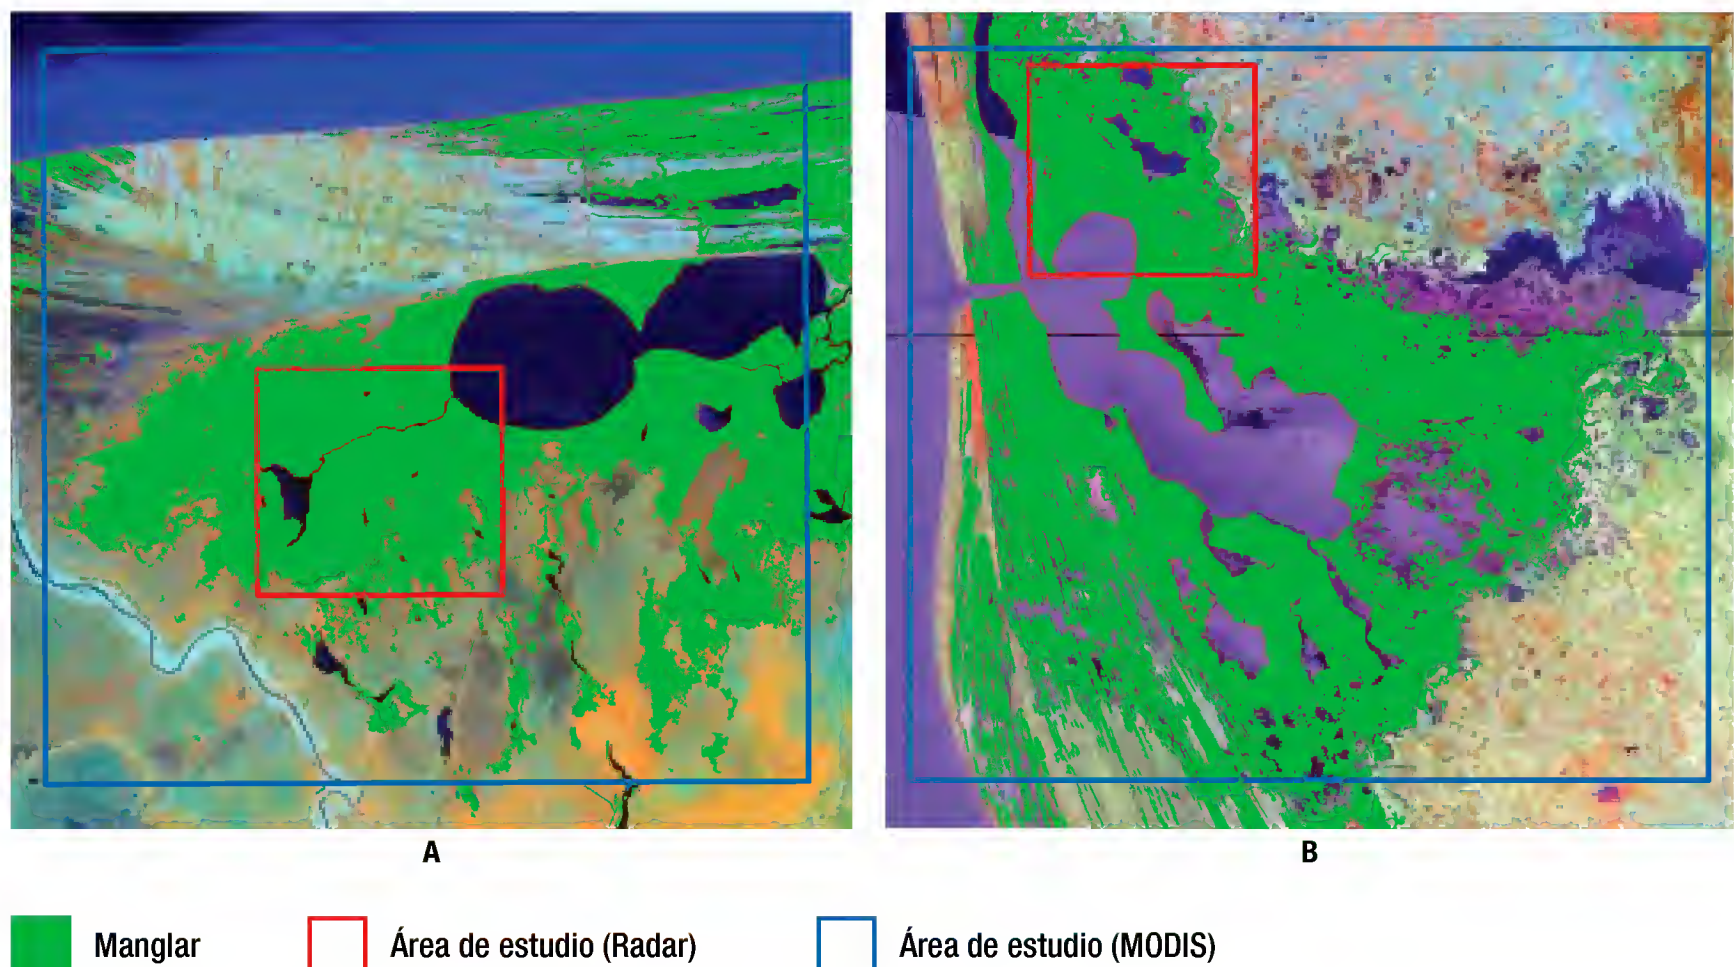 A
B
Manglar
Área de estudio (Radar)
Área de estudio (MODIS)